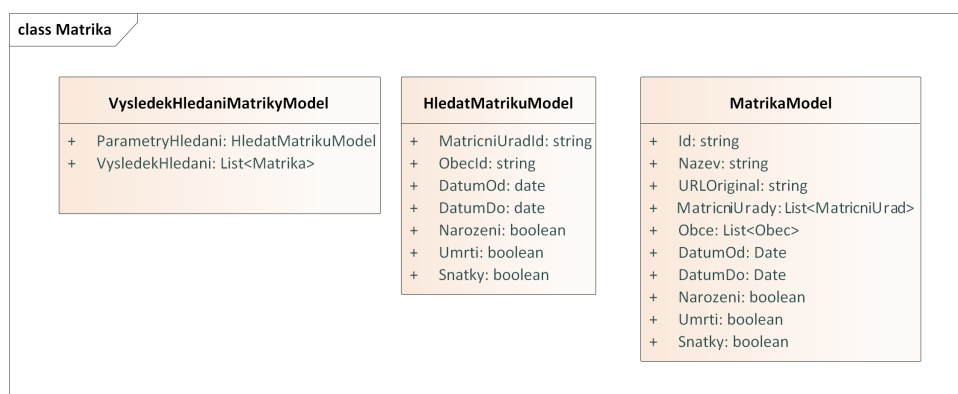 class Matrika
VysledekHledaniMatrikyModel
+ ParametryHledani: HledatMatrikuModel
+ VysledekHledani: List<Matrika>
HledatMatrikuModel
+ MatricniUradId: string
+ ObecId: string
+ DatumOd: date
+ DatumDo: date
+ Narozeni: boolean
+ Umrti: boolean
+ Snatky: boolean
MatrikaModel
+ Id: string
+ Nazev: string
+ URLOriginal: string
+ MatricniUrady: List<MatricniUrad>
+ Obce: List<Obec>
+ DatumOd: Date
+ DatumDo: Date
+ Narozeni: boolean
+ Umrti: boolean
+ Snatky: boolean